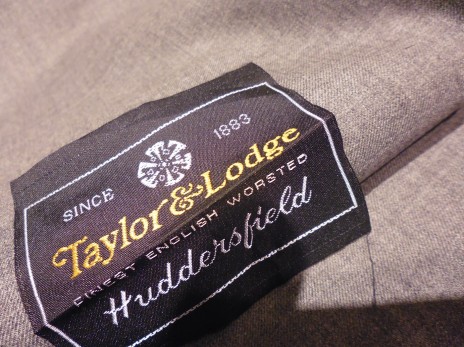 SINCE 1883
Taylor & Lodge
FINEST ENGLISH WORSTED
Huddersfield